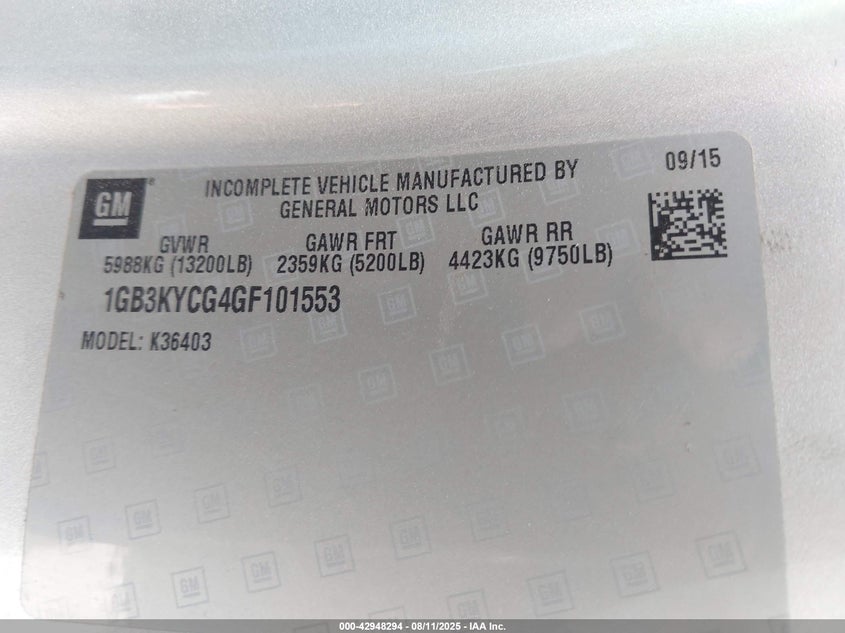 GM
®
INCOMPLETE VEHICLE MANUFACTURED BY
GENERAL MOTORS LLC
09/15
GVWR
5988KG (13200LB)
GAWR FRT
2359KG (5200LB)
GAWR RR
4423KG (9750LB)
1GB3KYCG4GF101553
MODEL: K36403
000-42948294 - 08/11/2025 - IAA Inc.